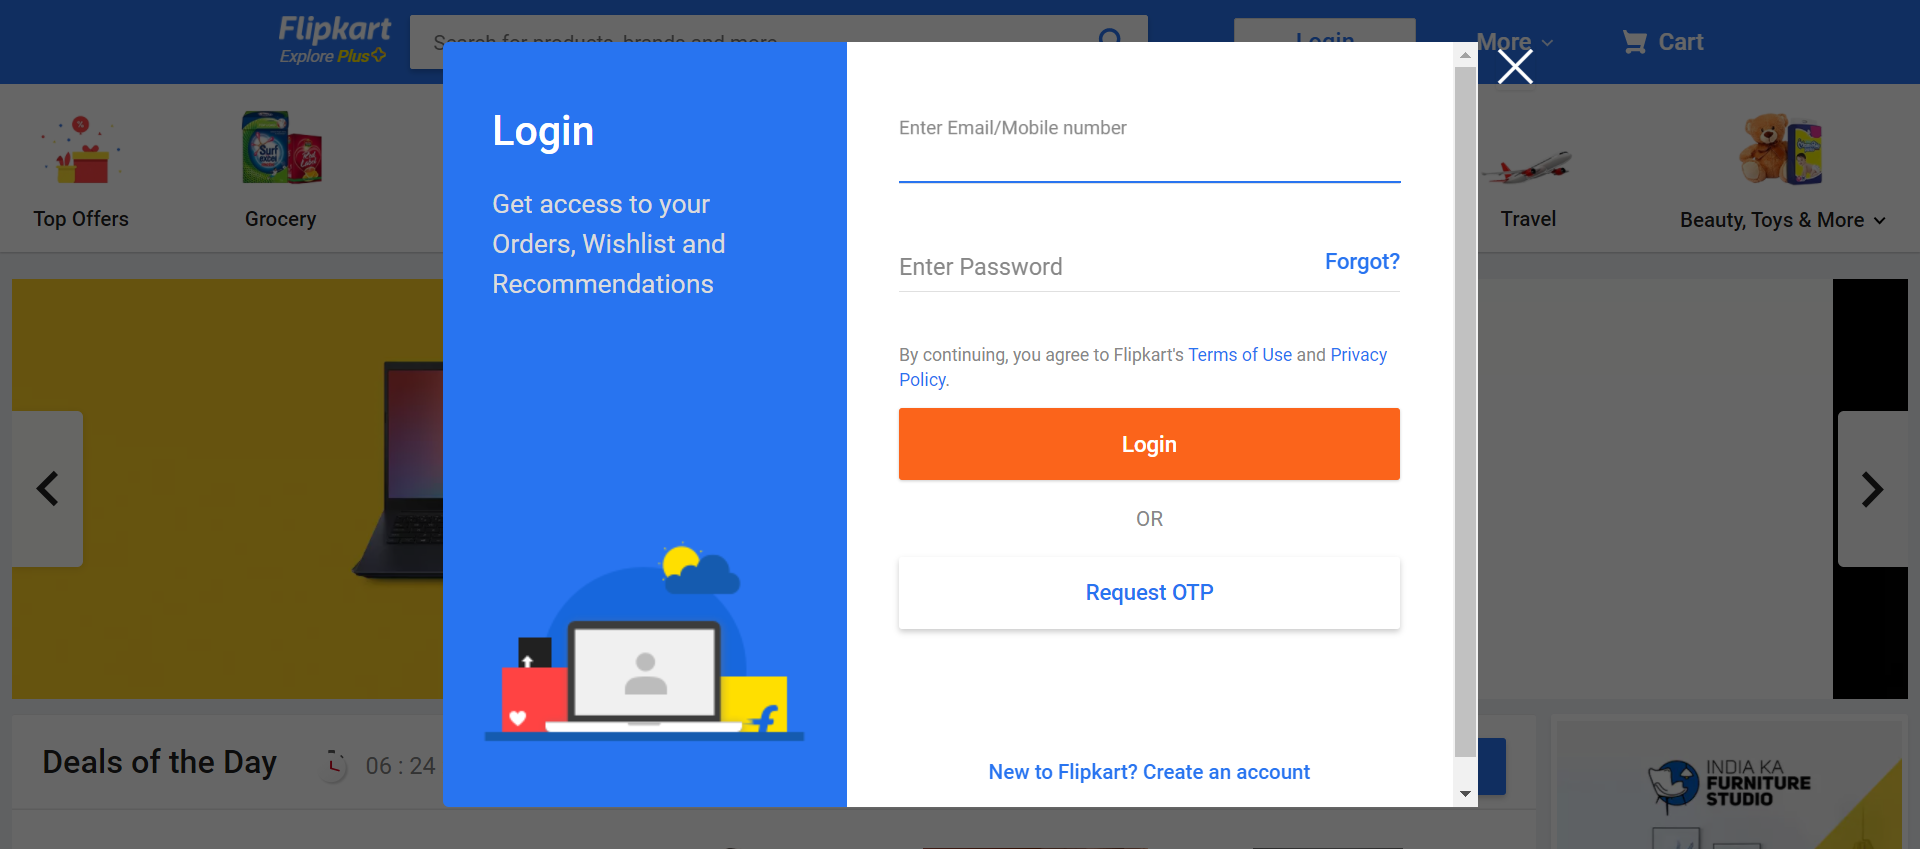 Flipkart
Explore Plus
Search for products, brands and more
Login
More
Cart
Top Offers
Grocery
Travel
Beauty, Toys & More
Login
Get access to your
Orders, Wishlist and
Recommendations
Enter Email/Mobile number
Enter Password
Forgot?
By continuing, you agree to Flipkart's Terms of Use and Privacy
Policy.
Login
OR
Request OTP
New to Flipkart? Create an account
Deals of the Day
06 : 24
INDIA KA
FURNITURE
STUDIO
Surf
excel